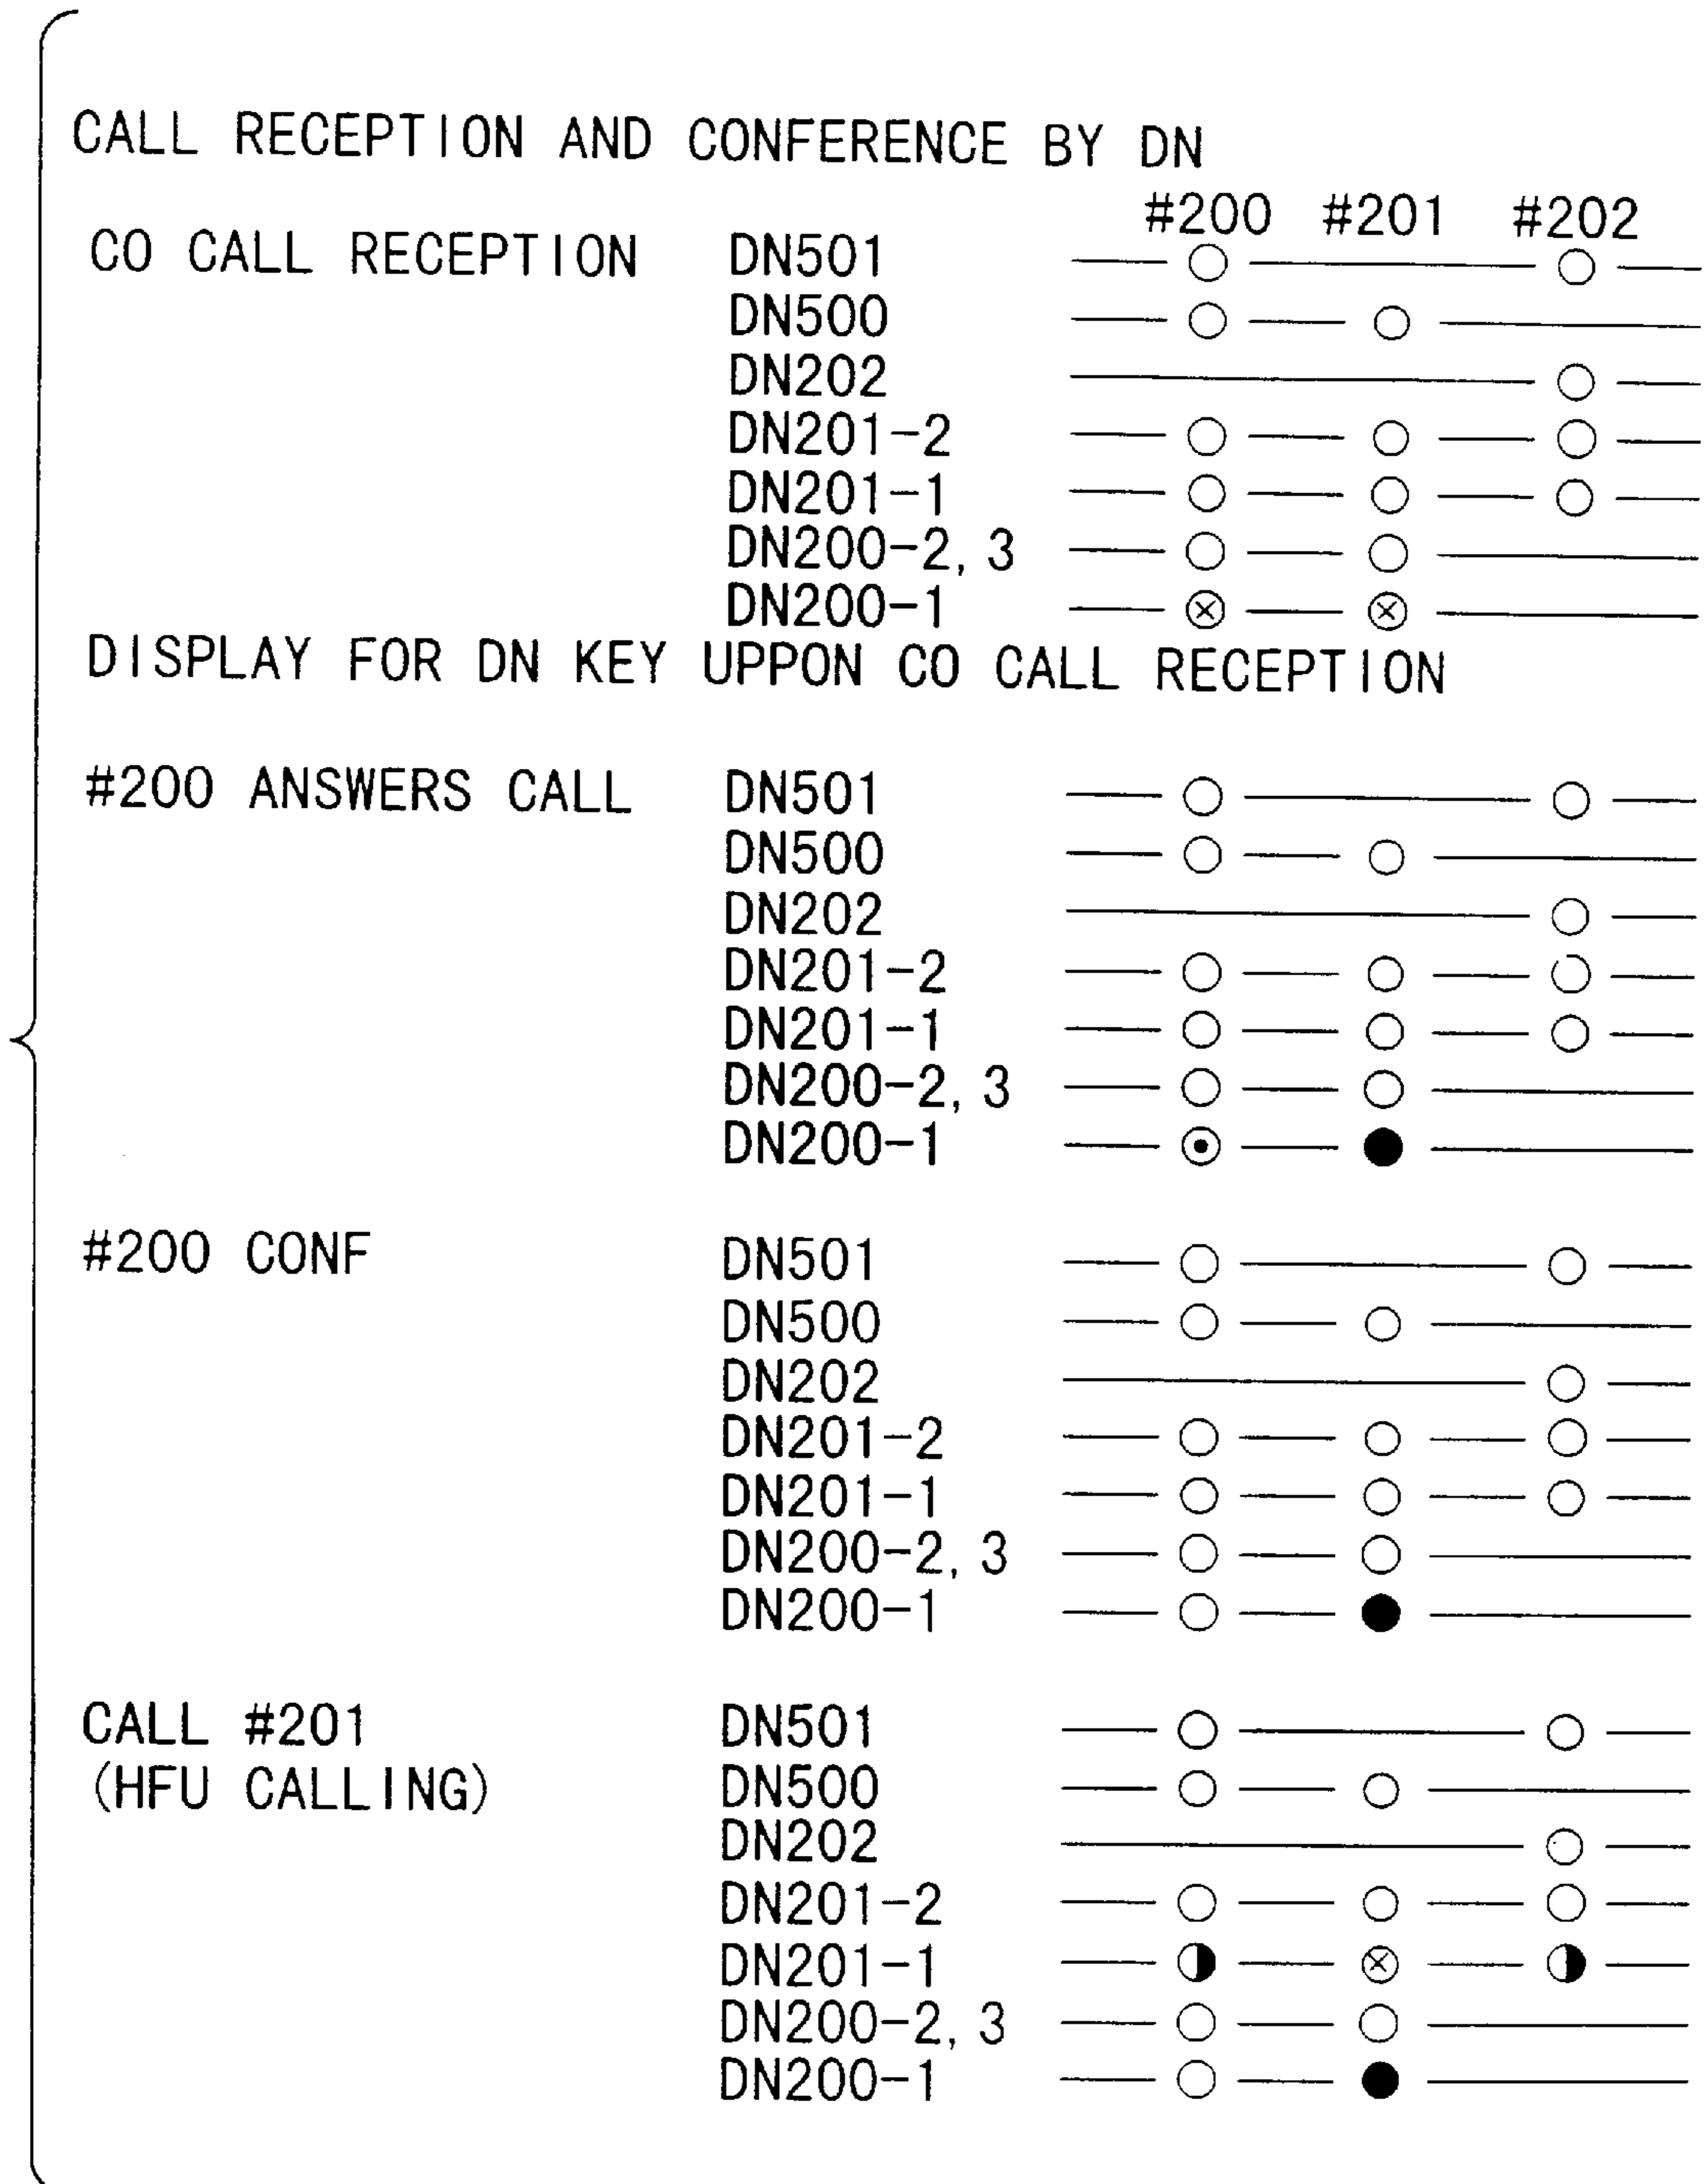 CALL RECEPTION AND CONFERENCE BY DN
#200 #201 #202
CO CALL RECEPTION DN501
DN500
DN202
DN201-2
DN201-1
DN200-2, 3
DN200-1
DISPLAY FOR DN KEY UPPON CO CALL RECEPTION
#200 ANSWERS CALL DN501
DN500
DN202
DN201-2
DN201-1
DN200-2, 3
DN200-1
#200 CONF DN501
DN500
DN202
DN201-2
DN201-1
DN200-2, 3
DN200-1
CALL #201 DN501
(HFU CALLING) DN500
DN202
DN201-2
DN201-1
DN200-2, 3
DN200-1